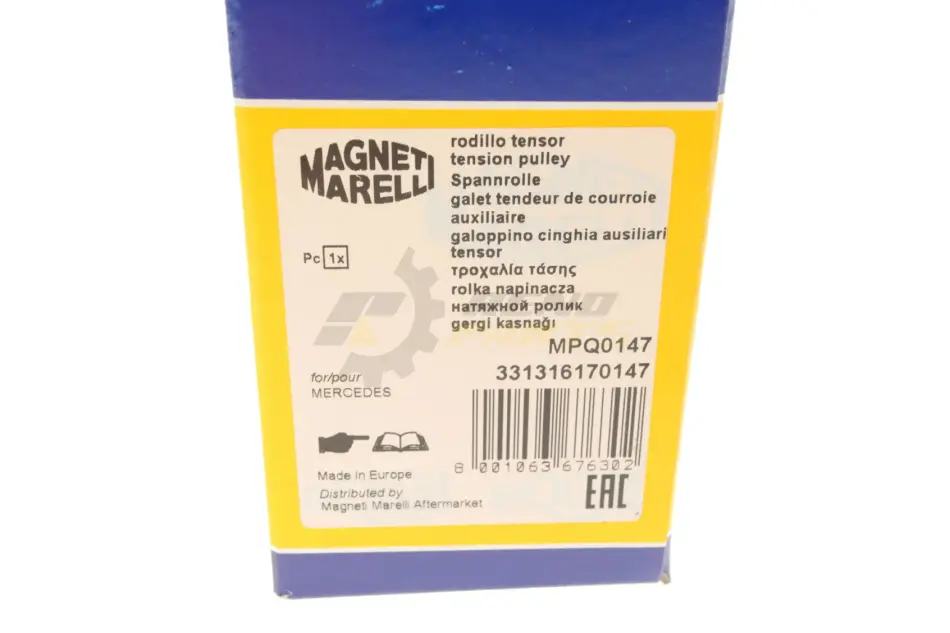 MAGNETI
MARELLI
rodillo tensor
tension pulley
Spannrolle
galet tendeur de courroie
auxiliaire
galoppino cinghia ausiliari
tensor
τροχαλία τάσης
rolka napinacza
натяжной ролик
gergi kasnağı
Pc 1x
MPQ0147
331316170147
for/pour
MERCEDES
8 001063 676302
Made in Europe
Distributed by
Magneti Marelli Aftermarket
EAC